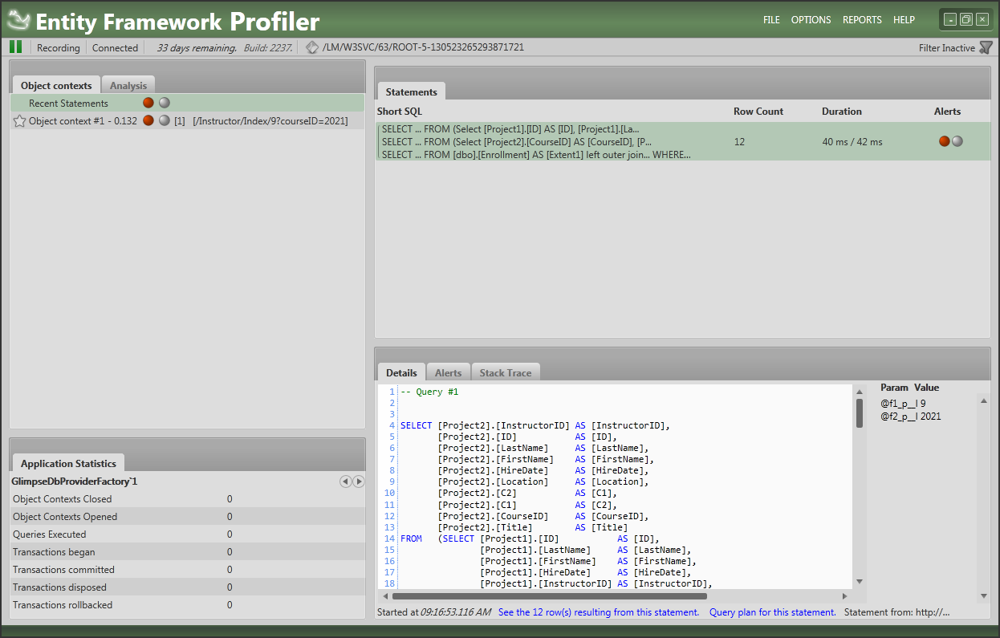 Entity Framework Profiler
FILE OPTIONS REPORTS HELP
Recording Connected 33 days remaining. Build: 2237. /LM/W3SVC/63/ROOT-5-130523265293871721 Filter Inactive
Object contexts Analysis
Recent Statements
Object context #1 - 0.132 [1] [/Instructor/Index/9?courseID=2021]
Statements
Short SQL Row Count Duration Alerts
SELECT ... FROM (Select [Project1].[ID] AS [ID], [Project1].[La...
SELECT ... FROM (Select [Project2].[CourseID] AS [CourseID], [P...
12 40 ms / 42 ms
SELECT ... FROM [dbo].[Enrollment] AS [Extent1] left outer join... WHERE...
Application Statistics
GlimpseDbProviderFactory`1
Object Contexts Closed 0
Object Contexts Opened 0
Queries Executed 0
Transactions began 0
Transactions committed 0
Transactions disposed 0
Transactions rollbacked 0
Details Alerts Stack Trace
1 -- Query #1
2
3
4 SELECT [Project2].[InstructorID] AS [InstructorID],
5 [Project2].[ID] AS [ID],
6 [Project2].[LastName] AS [LastName],
7 [Project2].[FirstName] AS [FirstName],
8 [Project2].[HireDate] AS [HireDate],
9 [Project2].[Location] AS [Location],
10 [Project2].[C2] AS [C1],
11 [Project2].[C1] AS [C2],
12 [Project2].[CourseID] AS [CourseID],
13 [Project2].[Title] AS [Title]
14 FROM (SELECT [Project1].[ID] AS [ID],
15 [Project1].[LastName] AS [LastName],
16 [Project1].[FirstName] AS [FirstName],
17 [Project1].[HireDate] AS [HireDate],
18 [Project1].[InstructorID] AS [InstructorID],
Param Value
@f1_p__l 9
@f2_p__l 2021
Started at 09:16:53.116 AM See the 12 row(s) resulting from this statement. Query plan for this statement. Statement from: http://...